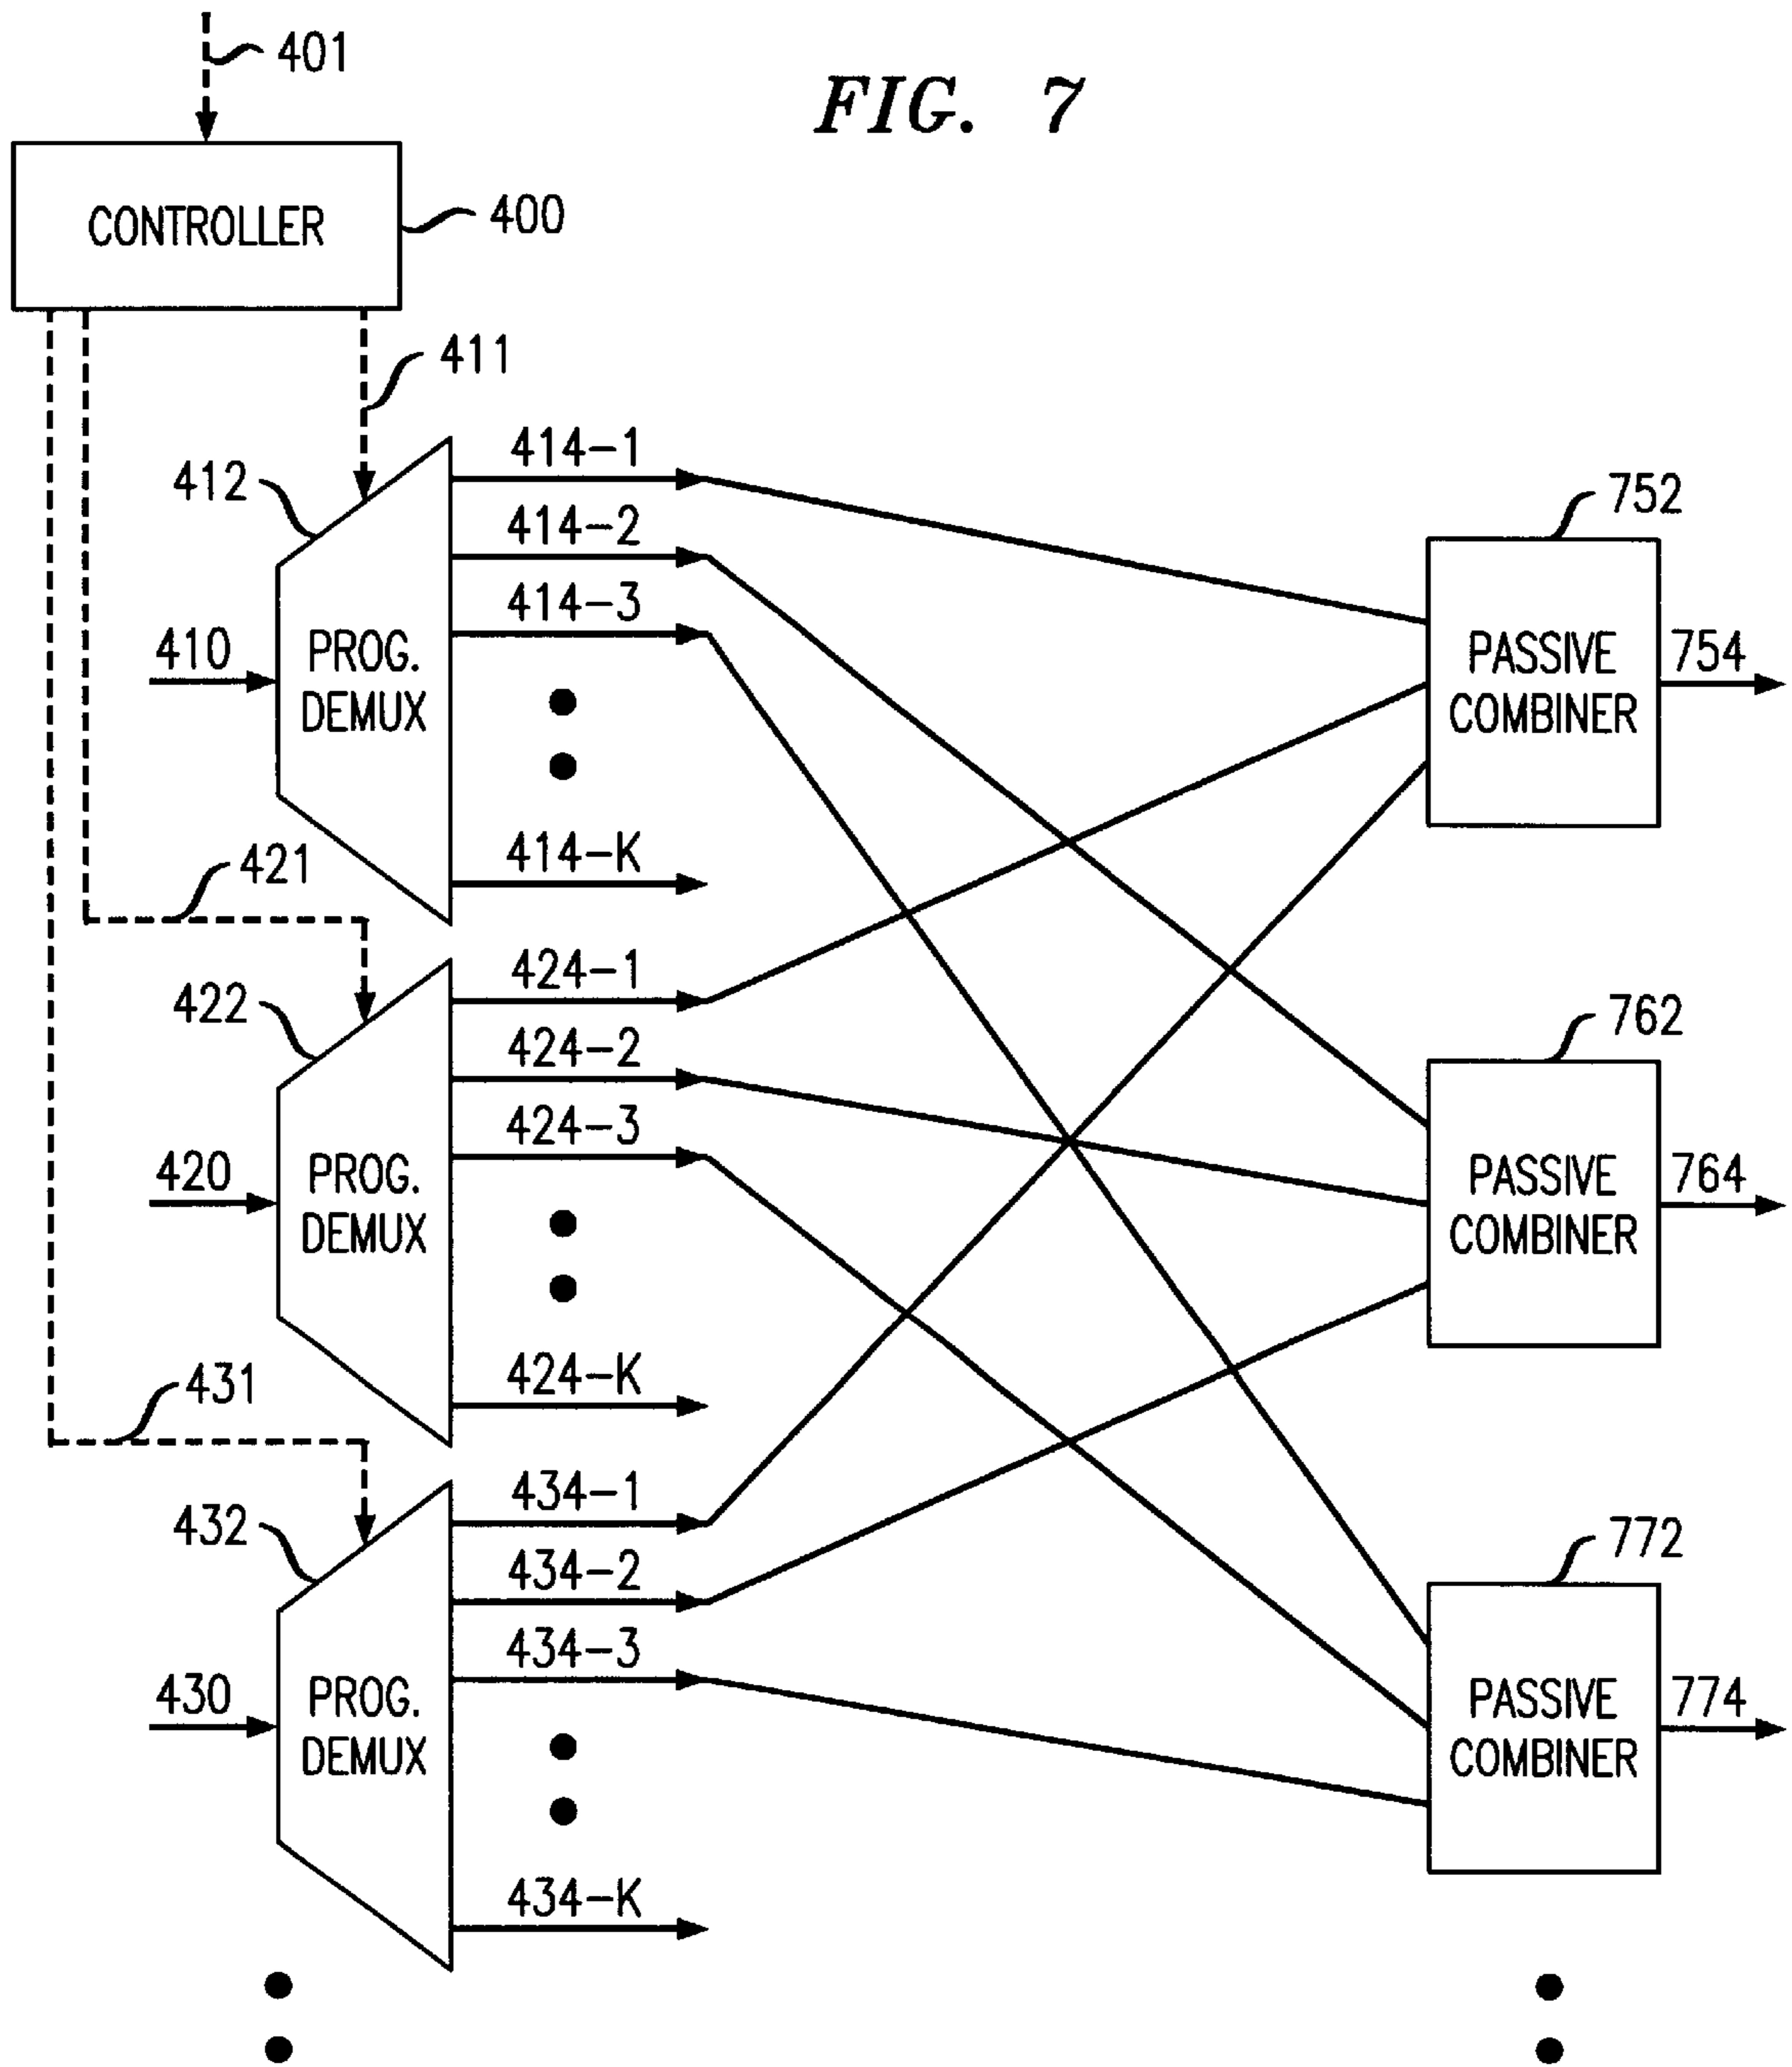 401
FIG. 7
CONTROLLER
400
411
412
414-1
414-2
414-3
410
PROG.
DEMUX
414-K
752
PASSIVE
COMBINER
754
421
422
424-1
424-2
424-3
420
PROG.
DEMUX
424-K
762
PASSIVE
COMBINER
764
431
432
434-1
434-2
434-3
430
PROG.
DEMUX
434-K
772
PASSIVE
COMBINER
774